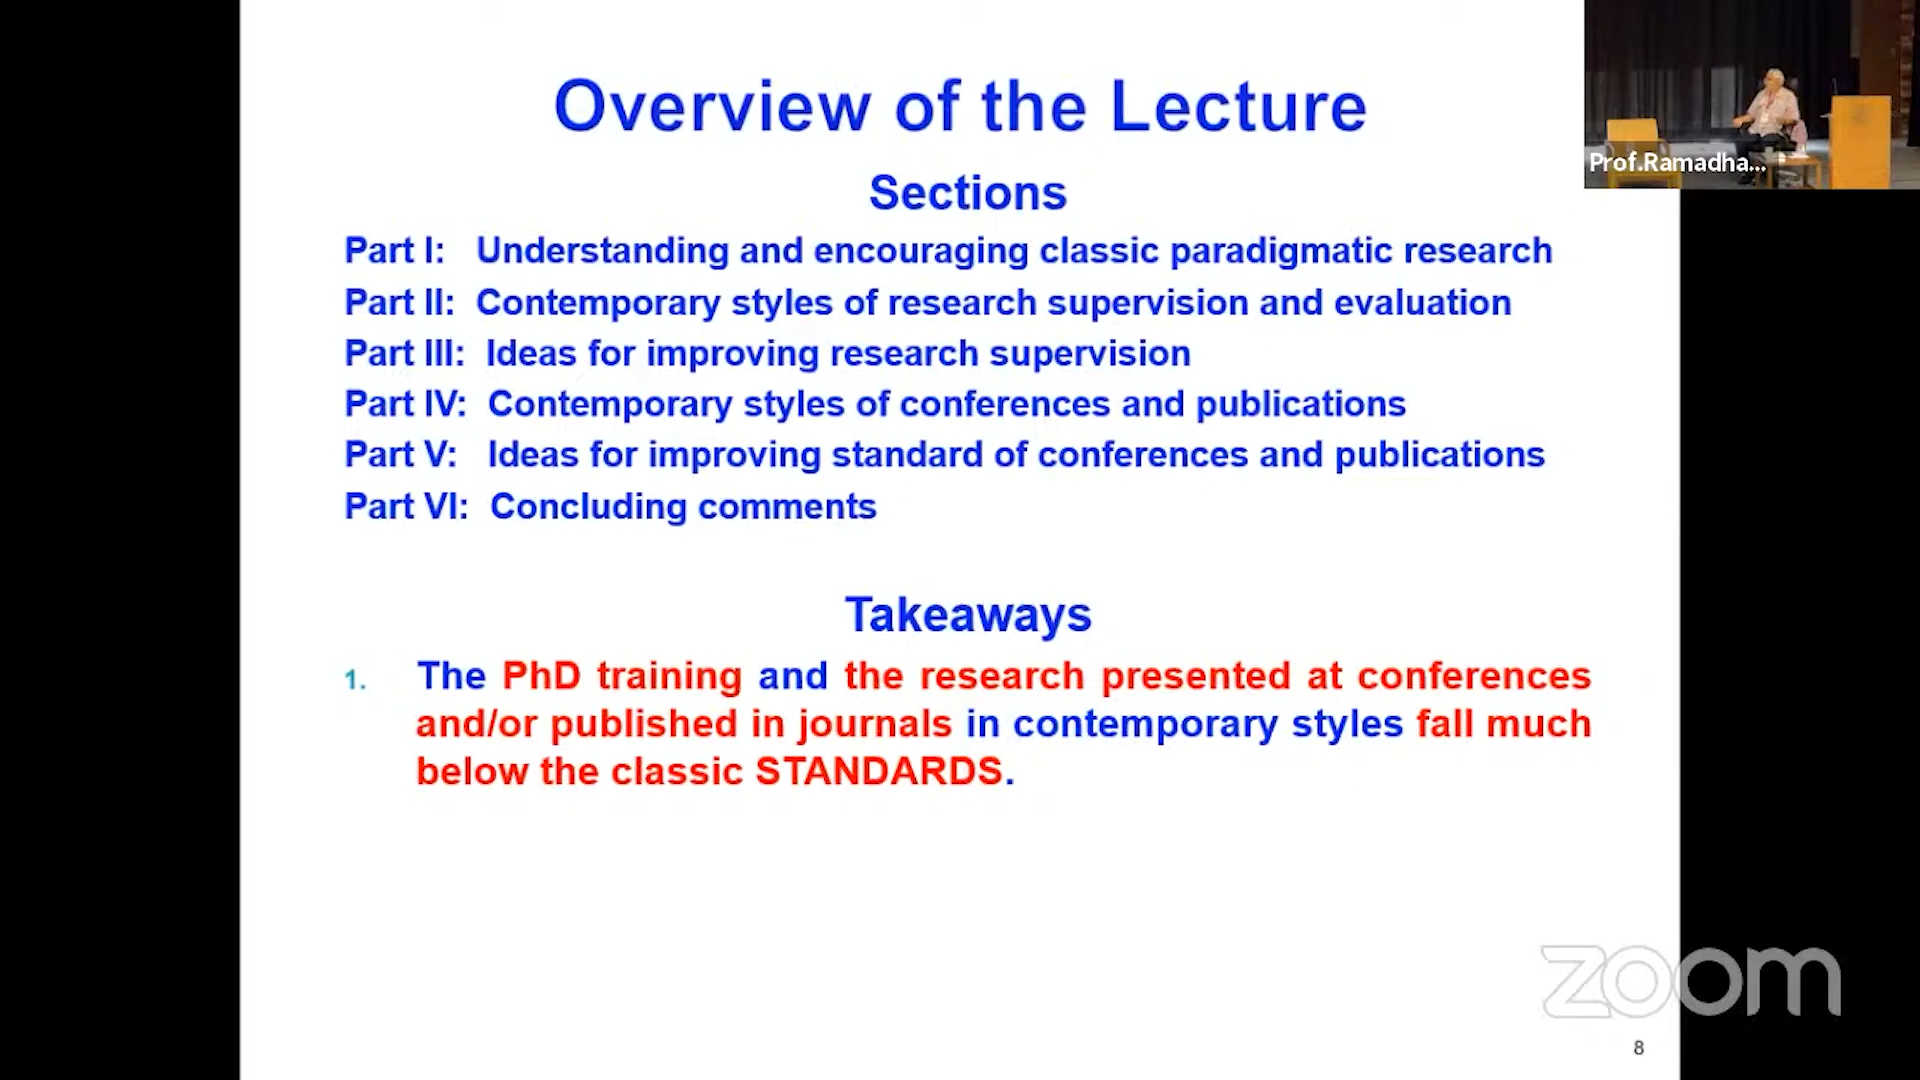 Overview of the Lecture
Prof.Ramadha...
Sections
Part I: Understanding and encouraging classic paradigmatic research
Part II: Contemporary styles of research supervision and evaluation
Part III: Ideas for improving research supervision
Part IV: Contemporary styles of conferences and publications
Part V: Ideas for improving standard of conferences and publications
Part VI: Concluding comments
Takeaways
1. The PhD training and the research presented at conferences
and/or published in journals in contemporary styles fall much
below the classic STANDARDS.
zoom
8